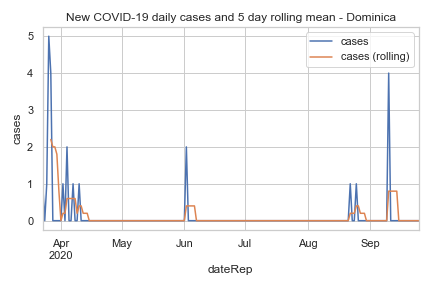 New COVID-19 daily cases and 5 day rolling mean - Dominica
cases
cases (rolling)
cases
5
4
3
2
1
0
Apr
2020
May
Jun
Jul
Aug
Sep
dateRep